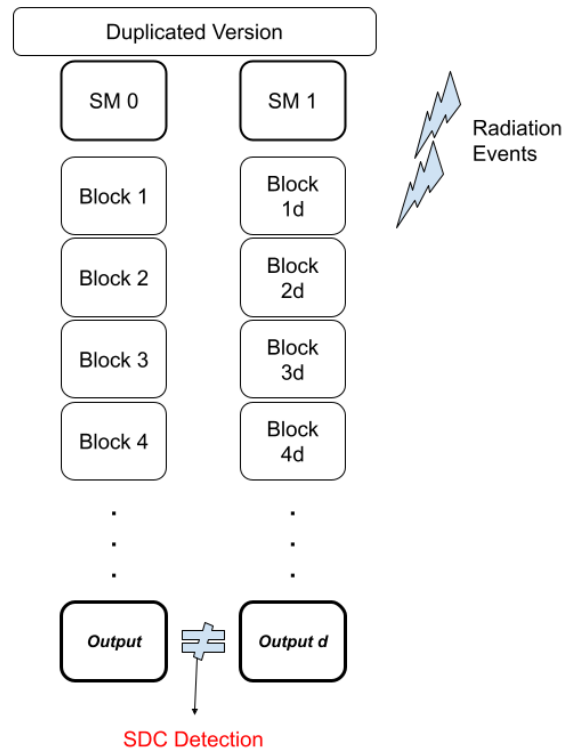 Duplicated Version
SM 0
SM 1
Radiation
Events
Block 1
Block
1d
Block 2
Block
2d
Block 3
Block
3d
Block 4
Block
4d
.
.
.
.
.
.
Output
≠
Output d
SDC Detection